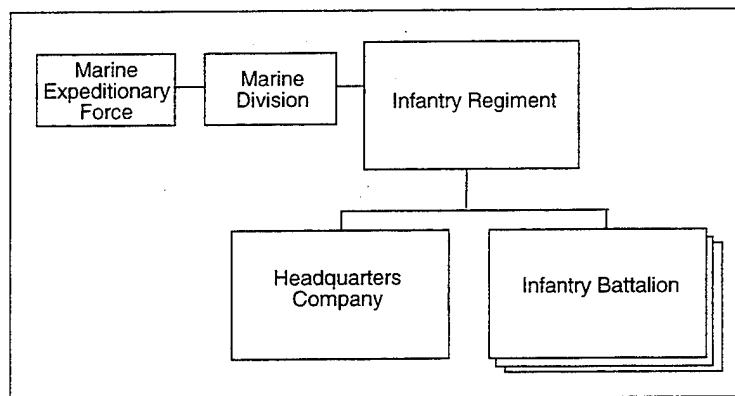 Marine
Expeditionary
Force
Marine
Division
Infantry Regiment
Headquarters
Company
Infantry Battalion